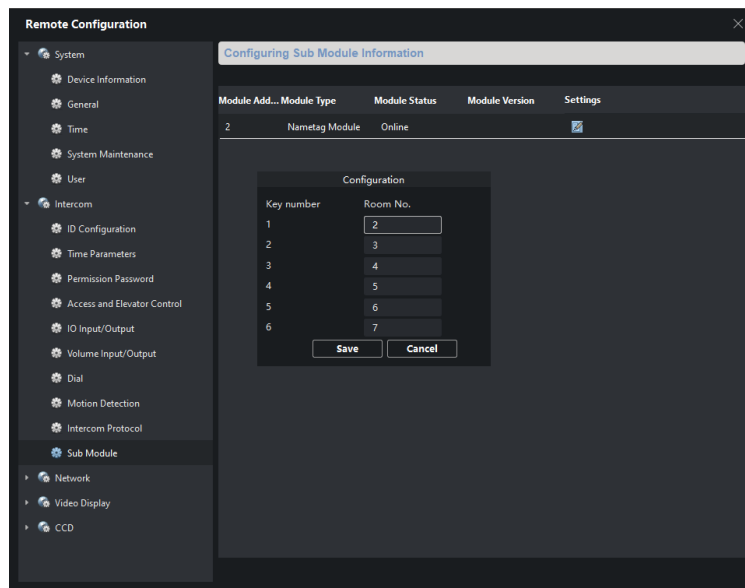 Remote Configuration
System
Device Information
General
Time
System Maintenance
User
Intercom
ID Configuration
Time Parameters
Permission Password
Access and Elevator Control
IO Input/Output
Volume Input/Output
Dial
Motion Detection
Intercom Protocol
Sub Module
Network
Video Display
CCD
Configuring Sub Module Information
Module Add... Module Type Module Status Module Version Settings
2 Nametag Module Online
Configuration
Key number Room No.
1 2
2 3
3 4
4 5
5 6
6 7
Save Cancel